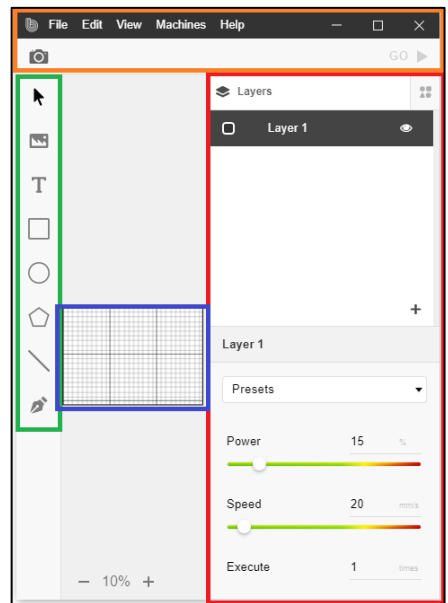 File Edit View Machines Help
GO
Layers
Layer 1
T
Layer 1
Presets
Power 15 %
Speed 20 mm/s
Execute 1 times
− 10% +